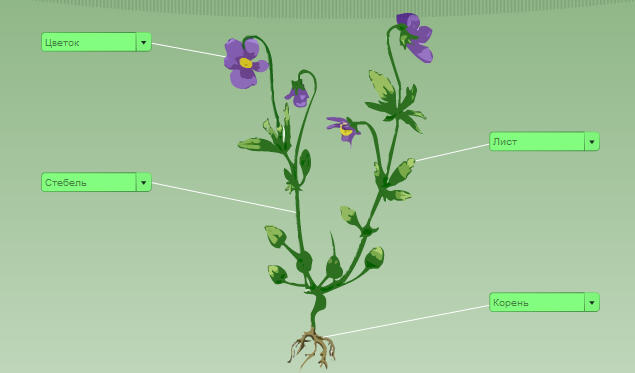 Цветок
Лист
Стебель
Корень